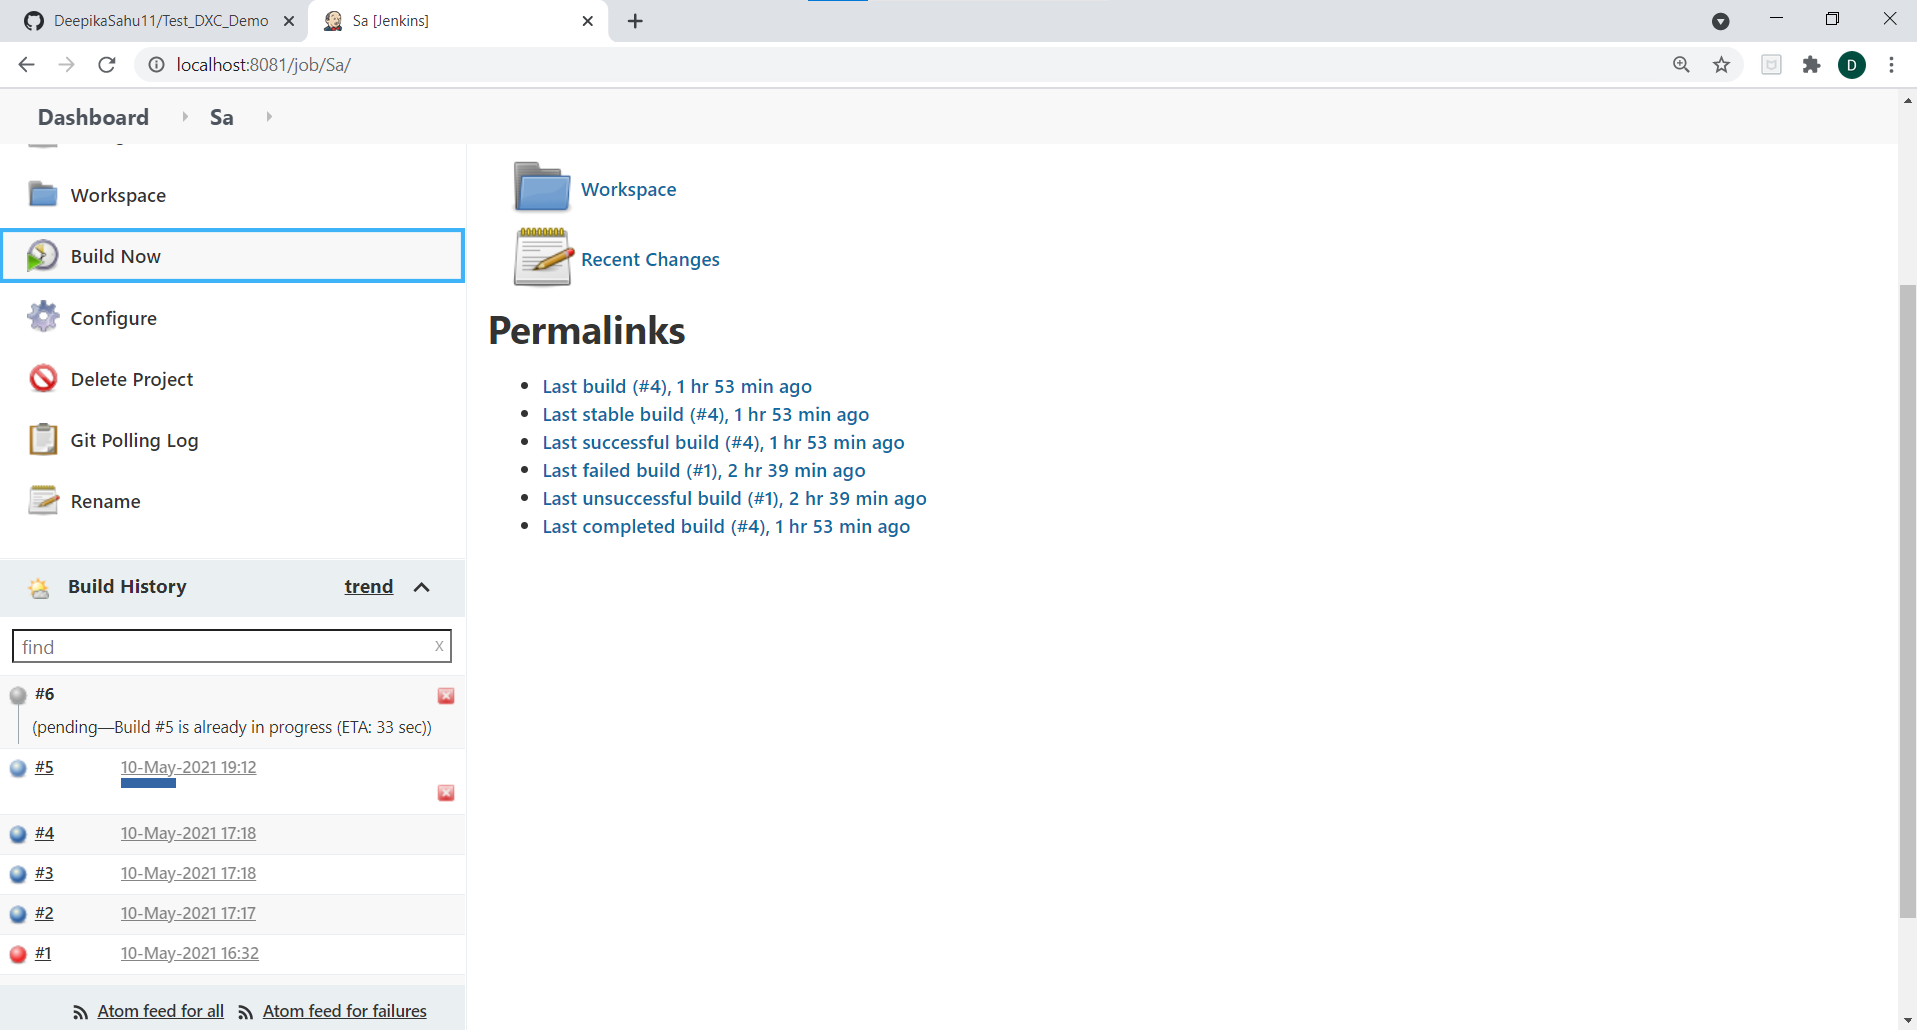 DeepikaSahu11/Test_DXC_Demo
Sa [Jenkins]
localhost:8081/job/Sa/
D
Dashboard
Sa
Workspace
Build Now
Configure
Delete Project
Git Polling Log
Rename
Build History
trend
find
x
#6
(pending—Build #5 is already in progress (ETA: 33 sec))
#5 10-May-2021 19:12
#4 10-May-2021 17:18
#3 10-May-2021 17:18
#2 10-May-2021 17:17
#1 10-May-2021 16:32
Atom feed for all
Atom feed for failures
Workspace
Recent Changes
Permalinks
Last build (#4), 1 hr 53 min ago
Last stable build (#4), 1 hr 53 min ago
Last successful build (#4), 1 hr 53 min ago
Last failed build (#1), 2 hr 39 min ago
Last unsuccessful build (#1), 2 hr 39 min ago
Last completed build (#4), 1 hr 53 min ago